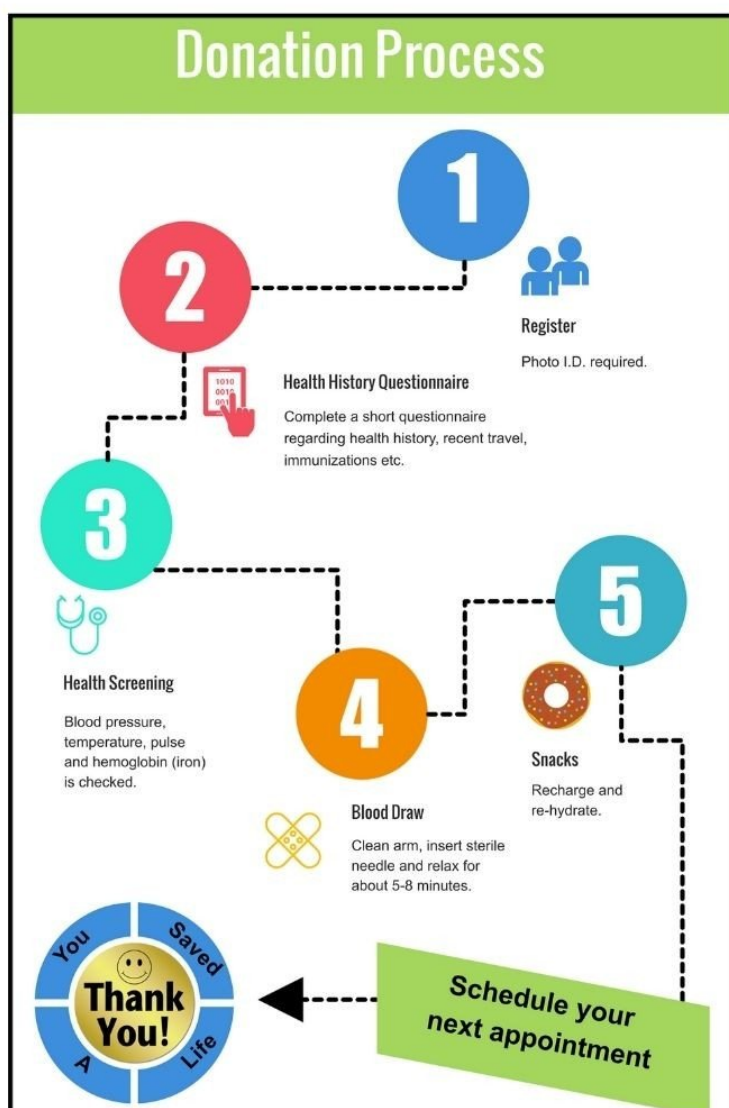 Donation Process
1
Register
Photo I.D. required.
2
Health History Questionnaire
Complete a short questionnaire
regarding health history, recent travel,
immunizations etc.
1010
0010
001
3
Health Screening
Blood pressure,
temperature, pulse
and hemoglobin (iron)
is checked.
4
Blood Draw
Clean arm, insert sterile
needle and relax for
about 5-8 minutes.
5
Snacks
Recharge and
re-hydrate.
Schedule your
next appointment
Thank
You!
You Saved
A Life